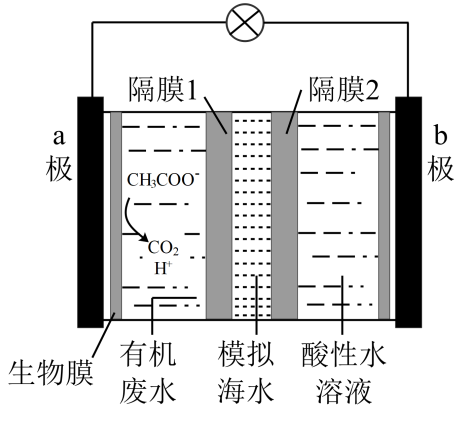 隔膜1
隔膜2
a
极
b
极
CH₃COO⁻
CO₂
H⁺
生物膜
有机
废水
模拟
海水
酸性水
溶液